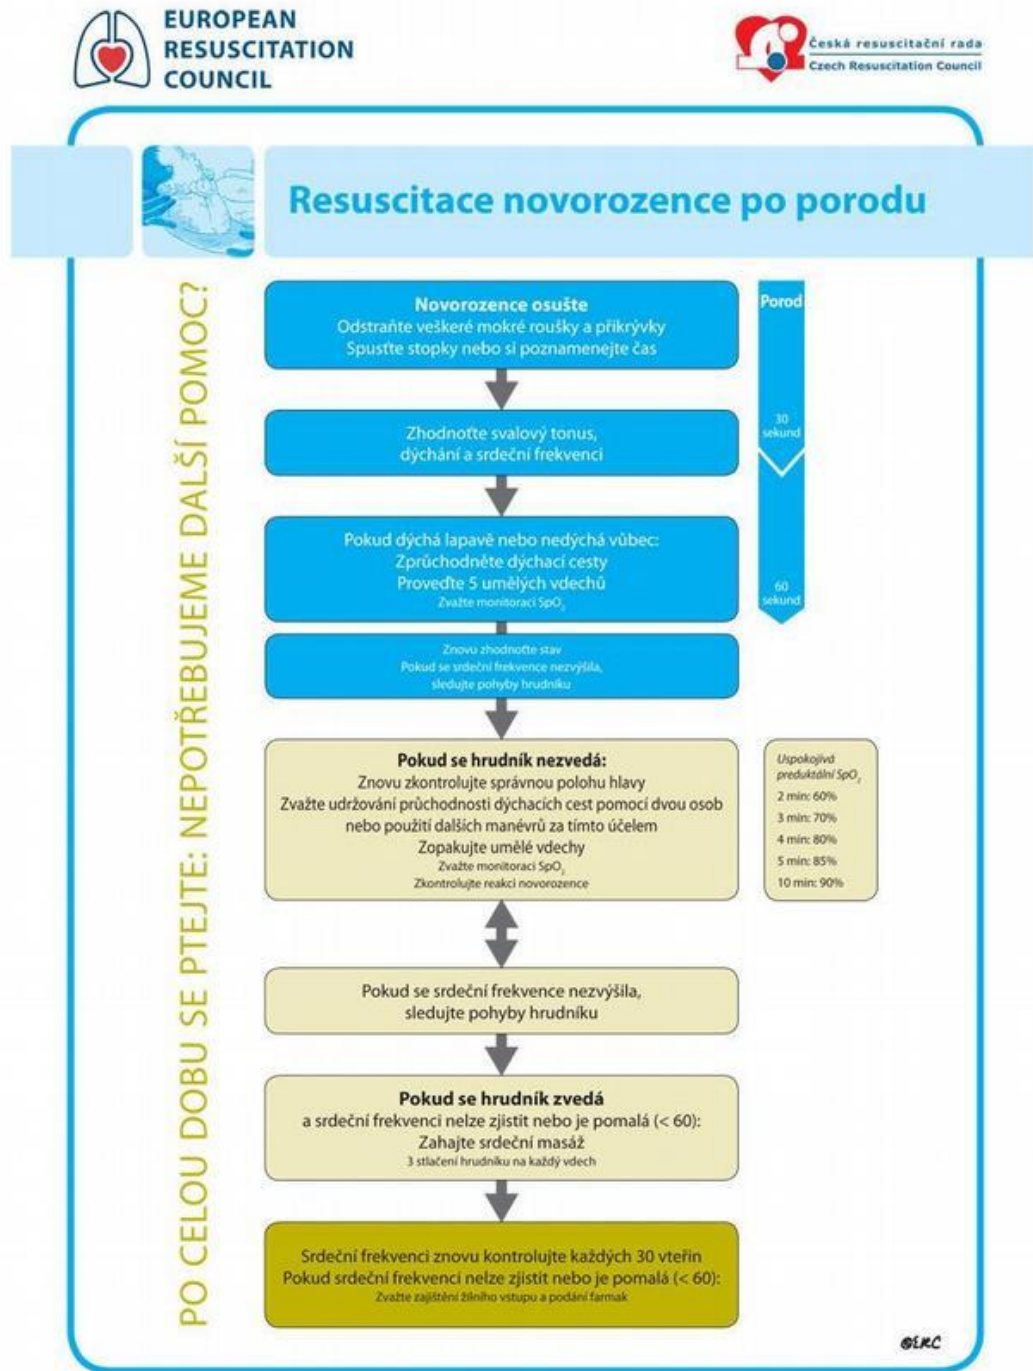 EUROPEAN
RESUSCITATION
COUNCIL
Česká resuscitační rada
Czech Resuscitation Council
Resuscitace novorozence po porodu
PO CELOU DOBU SE PTEJTE: NEPOTŘEBUJEME DALŠÍ POMOC?
Novorozence osušte
Odstraňte veškeré mokré roušky a přikrývky
Spusťte stopky nebo si poznamenejte čas
Porod
Zhodnoťte svalový tonus,
dýchání a srdeční frekvenci
30
sekund
Pokud dýchá lapavě nebo nedýchá vůbec:
Zprůchodněte dýchací cesty
Proveďte 5 umělých vdechů
Zvažte monitoraci SpO₂
60
sekund
Znovu zhodnoťte stav
Pokud se srdeční frekvence nezvýšila,
sledujte pohyby hrudníku
Pokud se hrudník nezvedá:
Znovu zkontrolujte správnou polohu hlavy
Zvažte udržování průchodnosti dýchacích cest pomocí dvou osob
nebo použití dalších manévrů za tímto účelem
Zopakujte umělé vdechy
Zvažte monitoraci SpO₂
Zkontrolujte reakci novorozence
Uspokojivá
preduktální SpO₂
2 min: 60%
3 min: 70%
4 min: 80%
5 min: 85%
10 min: 90%
Pokud se srdeční frekvence nezvýšila,
sledujte pohyby hrudníku
Pokud se hrudník zvedá
a srdeční frekvenci nelze zjistit nebo je pomalá (< 60):
Zahajte srdeční masáž
3 stlačení hrudníku na každý vdech
Srdeční frekvenci znovu kontrolujte každých 30 vteřin
Pokud srdeční frekvenci nelze zjistit nebo je pomalá (< 60):
Zvažte zajištění žilního vstupu a podání farmak
©ERC